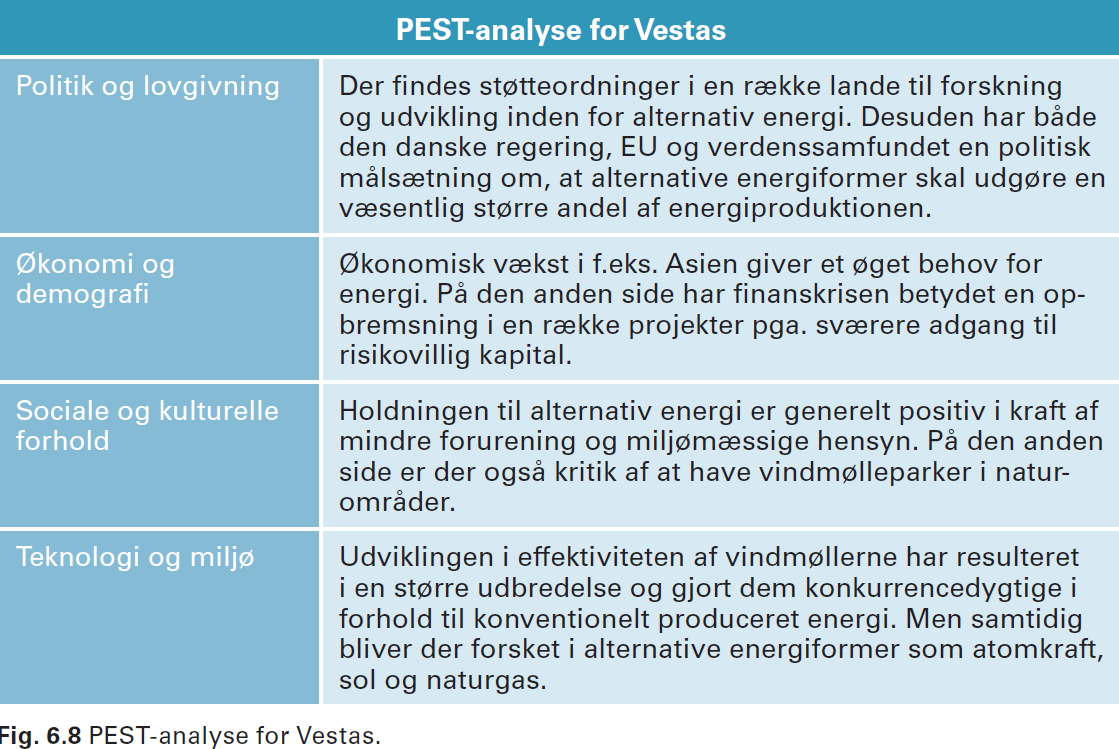 PEST-analyse for Vestas
Politik og lovgivning
Der findes støtteordninger i en række lande til forskning
og udvikling inden for alternativ energi. Desuden har både
den danske regering, EU og verdenssamfundet en politisk
målsætning om, at alternative energiformer skal udgøre en
væsentlig større andel af energiproduktionen.
Økonomi og
demografi
Økonomisk vækst i f.eks. Asien giver et øget behov for
energi. På den anden side har finanskrisen betydet en op-
bremsning i en række projekter pga. sværere adgang til
risikovillig kapital.
Sociale og kulturelle
forhold
Holdningen til alternativ energi er generelt positiv i kraft af
mindre forurening og miljømæssige hensyn. På den anden
side er der også kritik af at have vindmølleparker i natur-
områder.
Teknologi og miljø
Udviklingen i effektiviteten af vindmøllerne har resulteret
i en større udbredelse og gjort dem konkurrencedygtige i
forhold til konventionelt produceret energi. Men samtidig
bliver der forsket i alternative energiformer som atomkraft,
sol og naturgas.
Fig. 6.8 PEST-analyse for Vestas.